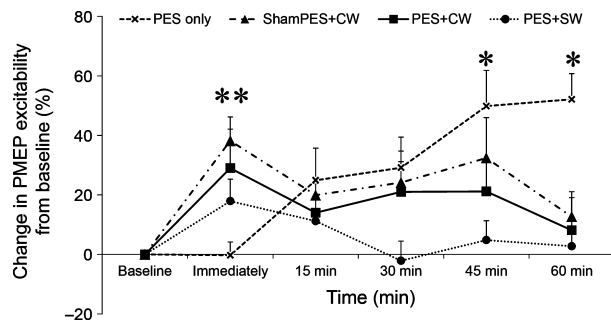 80
PES only ShamPES+CW PES+CW PES+SW
60
40
20
0
–20
Change in PMEP excitability
from baseline (%)
**
*
*
Baseline Immediately 15 min 30 min 45 min 60 min
Time (min)